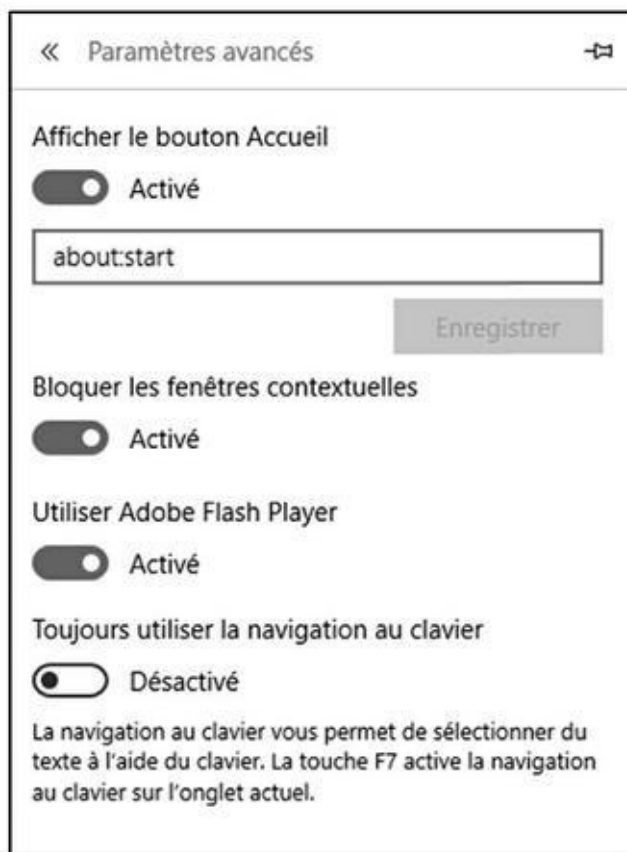 « Paramètres avancés
Afficher le bouton Accueil
Activé
about:start
Enregistrer
Bloquer les fenêtres contextuelles
Activé
Utiliser Adobe Flash Player
Activé
Toujours utiliser la navigation au clavier
Désactivé
La navigation au clavier vous permet de sélectionner du
texte à l'aide du clavier. La touche F7 active la navigation
au clavier sur l'onglet actuel.